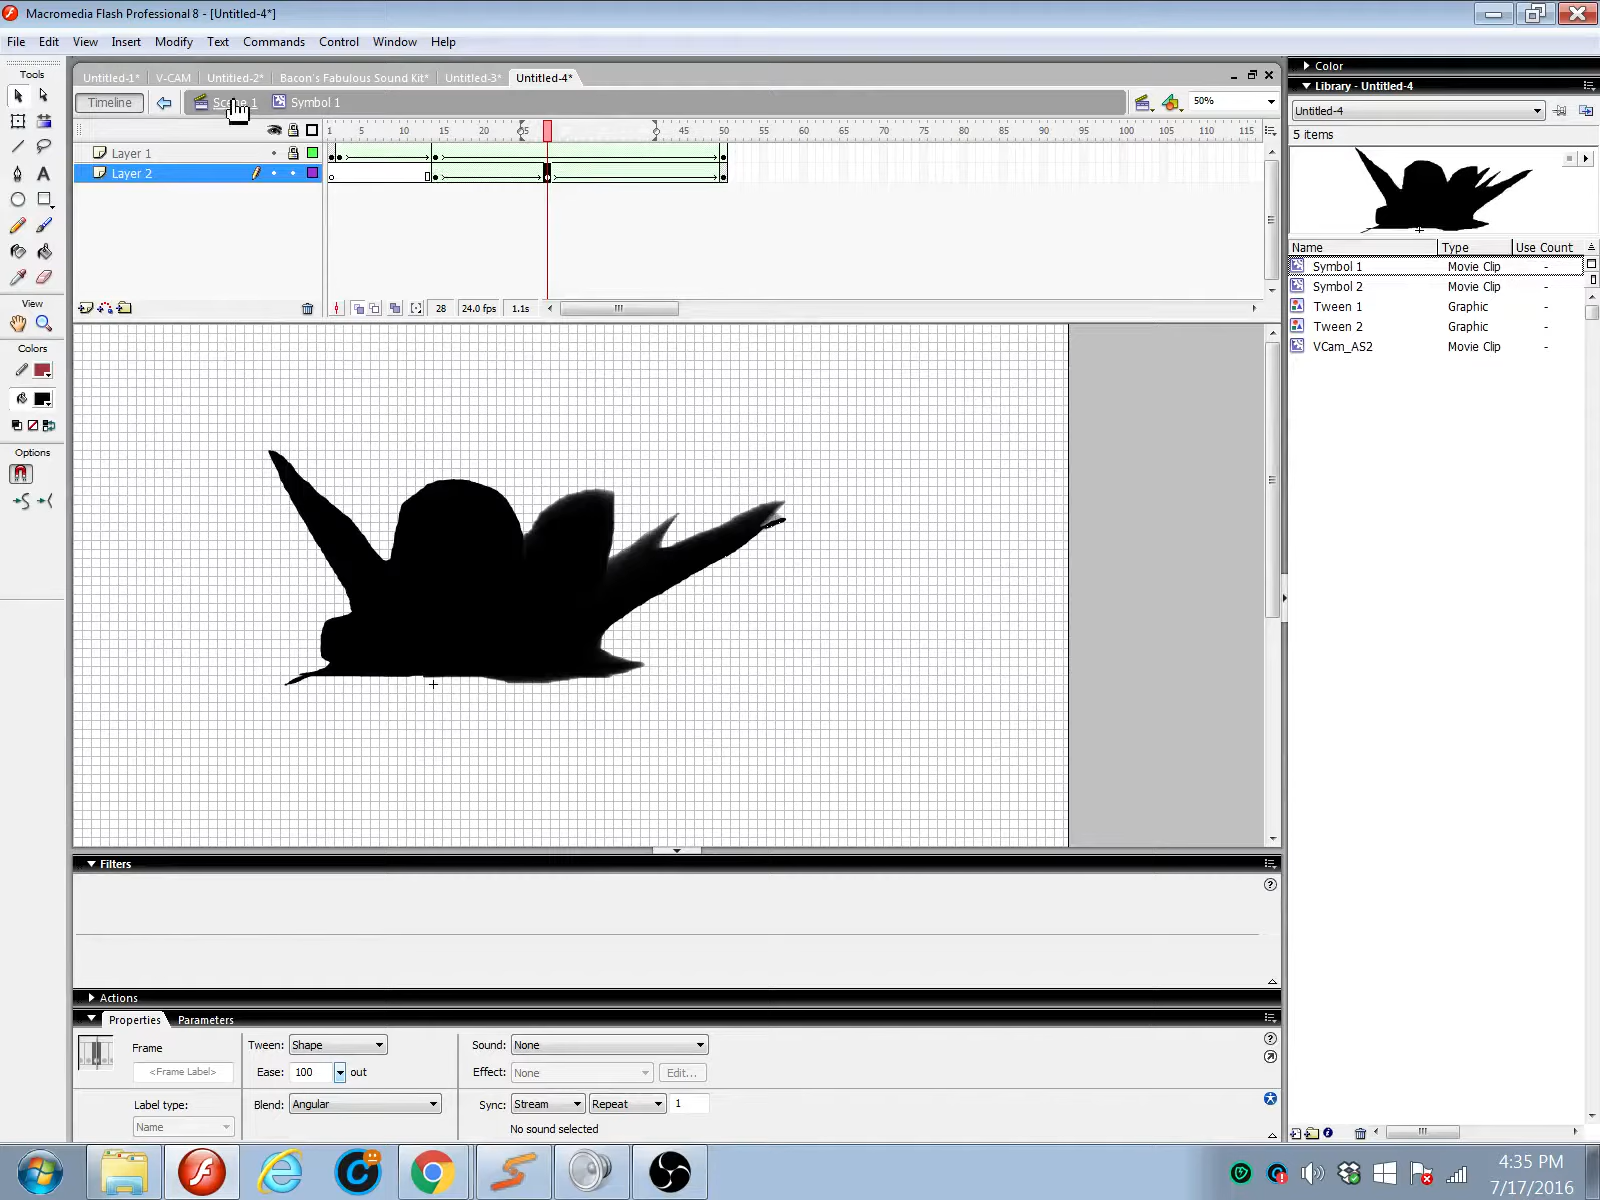 Macromedia Flash Professional 8 - [Untitled-4*]
File Edit View Insert Modify Text Commands Control Window Help
Tools
Untitled-1* V-CAM Untitled-2* Bacon's Fabulous Sound Kit* Untitled-3* Untitled-4*
Timeline Scene 1 Symbol 1 50%
1 5 10 15 20 25 45 50 55 60 65 70 75 80 85 90 95 100 105 110 115
Layer 1
Layer 2
28 24.0 fps 1.1s
View
Colors
Options
Color
Library - Untitled-4
Untitled-4
5 items
Name Type Use Count
Symbol 1 Movie Clip -
Symbol 2 Movie Clip -
Tween 1 Graphic -
Tween 2 Graphic -
VCam_AS2 Movie Clip -
Filters
Actions
Properties Parameters
Frame
<Frame Label>
Label type:
Name
Tween: Shape
Ease: 100 out
Blend: Angular
Sound: None
Effect: None Edit...
Sync: Stream Repeat 1
No sound selected
4:35 PM
7/17/2016